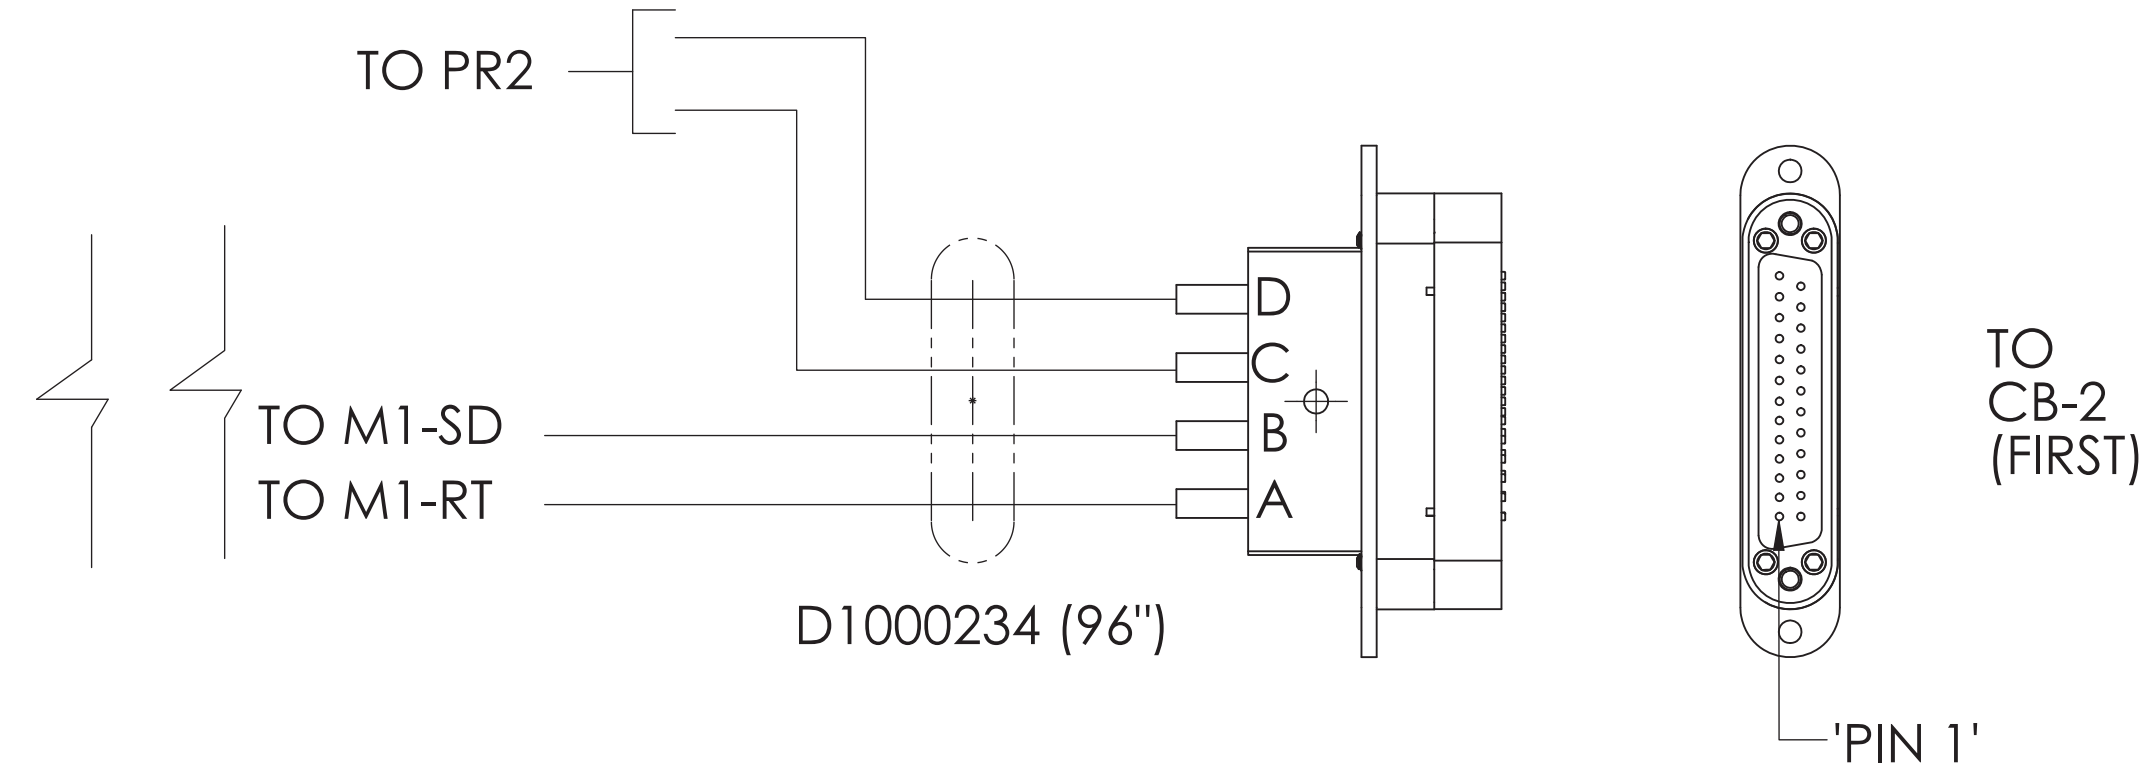 TO PR2
D
C
TO M1-SD
B
TO M1-RT
A
D1000234 (96")
TO
CB-2
(FIRST)
'PIN 1'